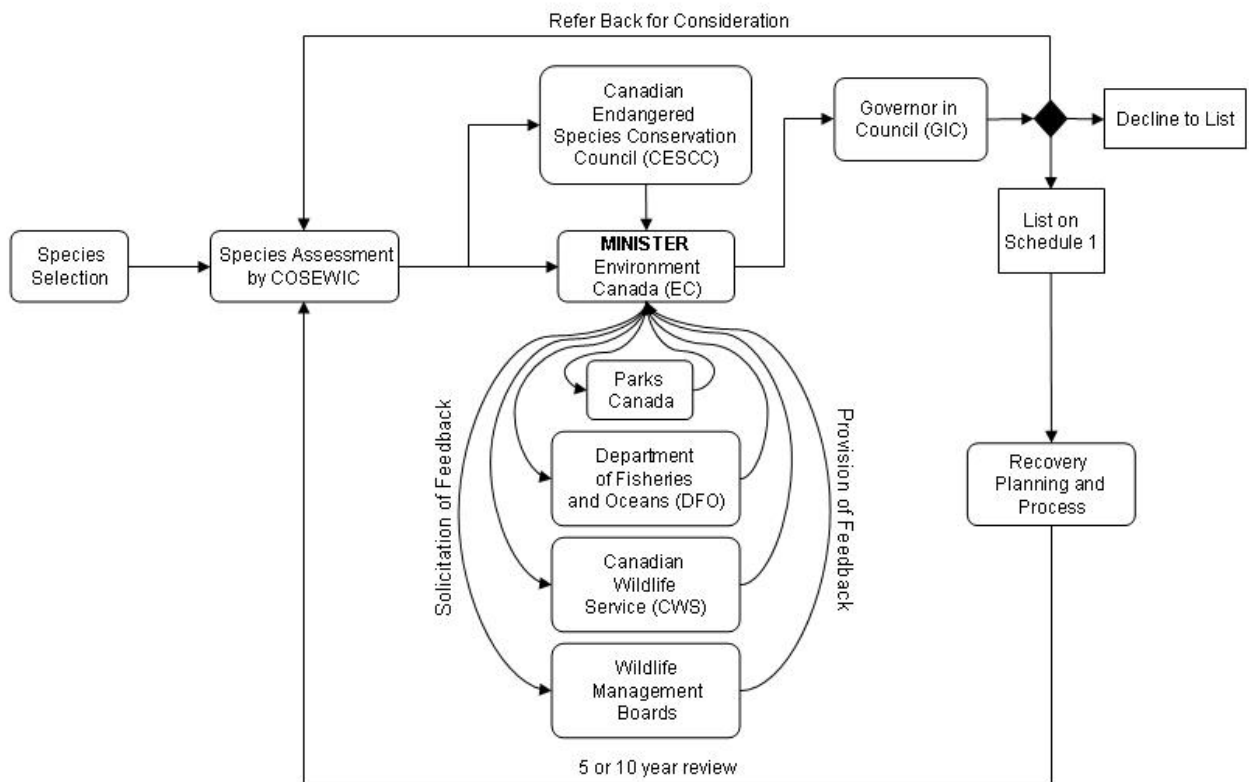 Refer Back for Consideration
Canadian
Endangered
Species Conservation
Council (CESCC)
Governor in
Council (GIC)
Decline to List
List on
Schedule 1
Species
Selection
Species Assessment
by COSEWIC
MINISTER
Environment
Canada (EC)
Parks
Canada
Solicitation of Feedback
Provision of Feedback
Department
of Fisheries
and Oceans (DFO)
Recovery
Planning and
Process
Canadian
Wildlife
Service (CWS)
Wildlife
Management
Boards
5 or 10 year review